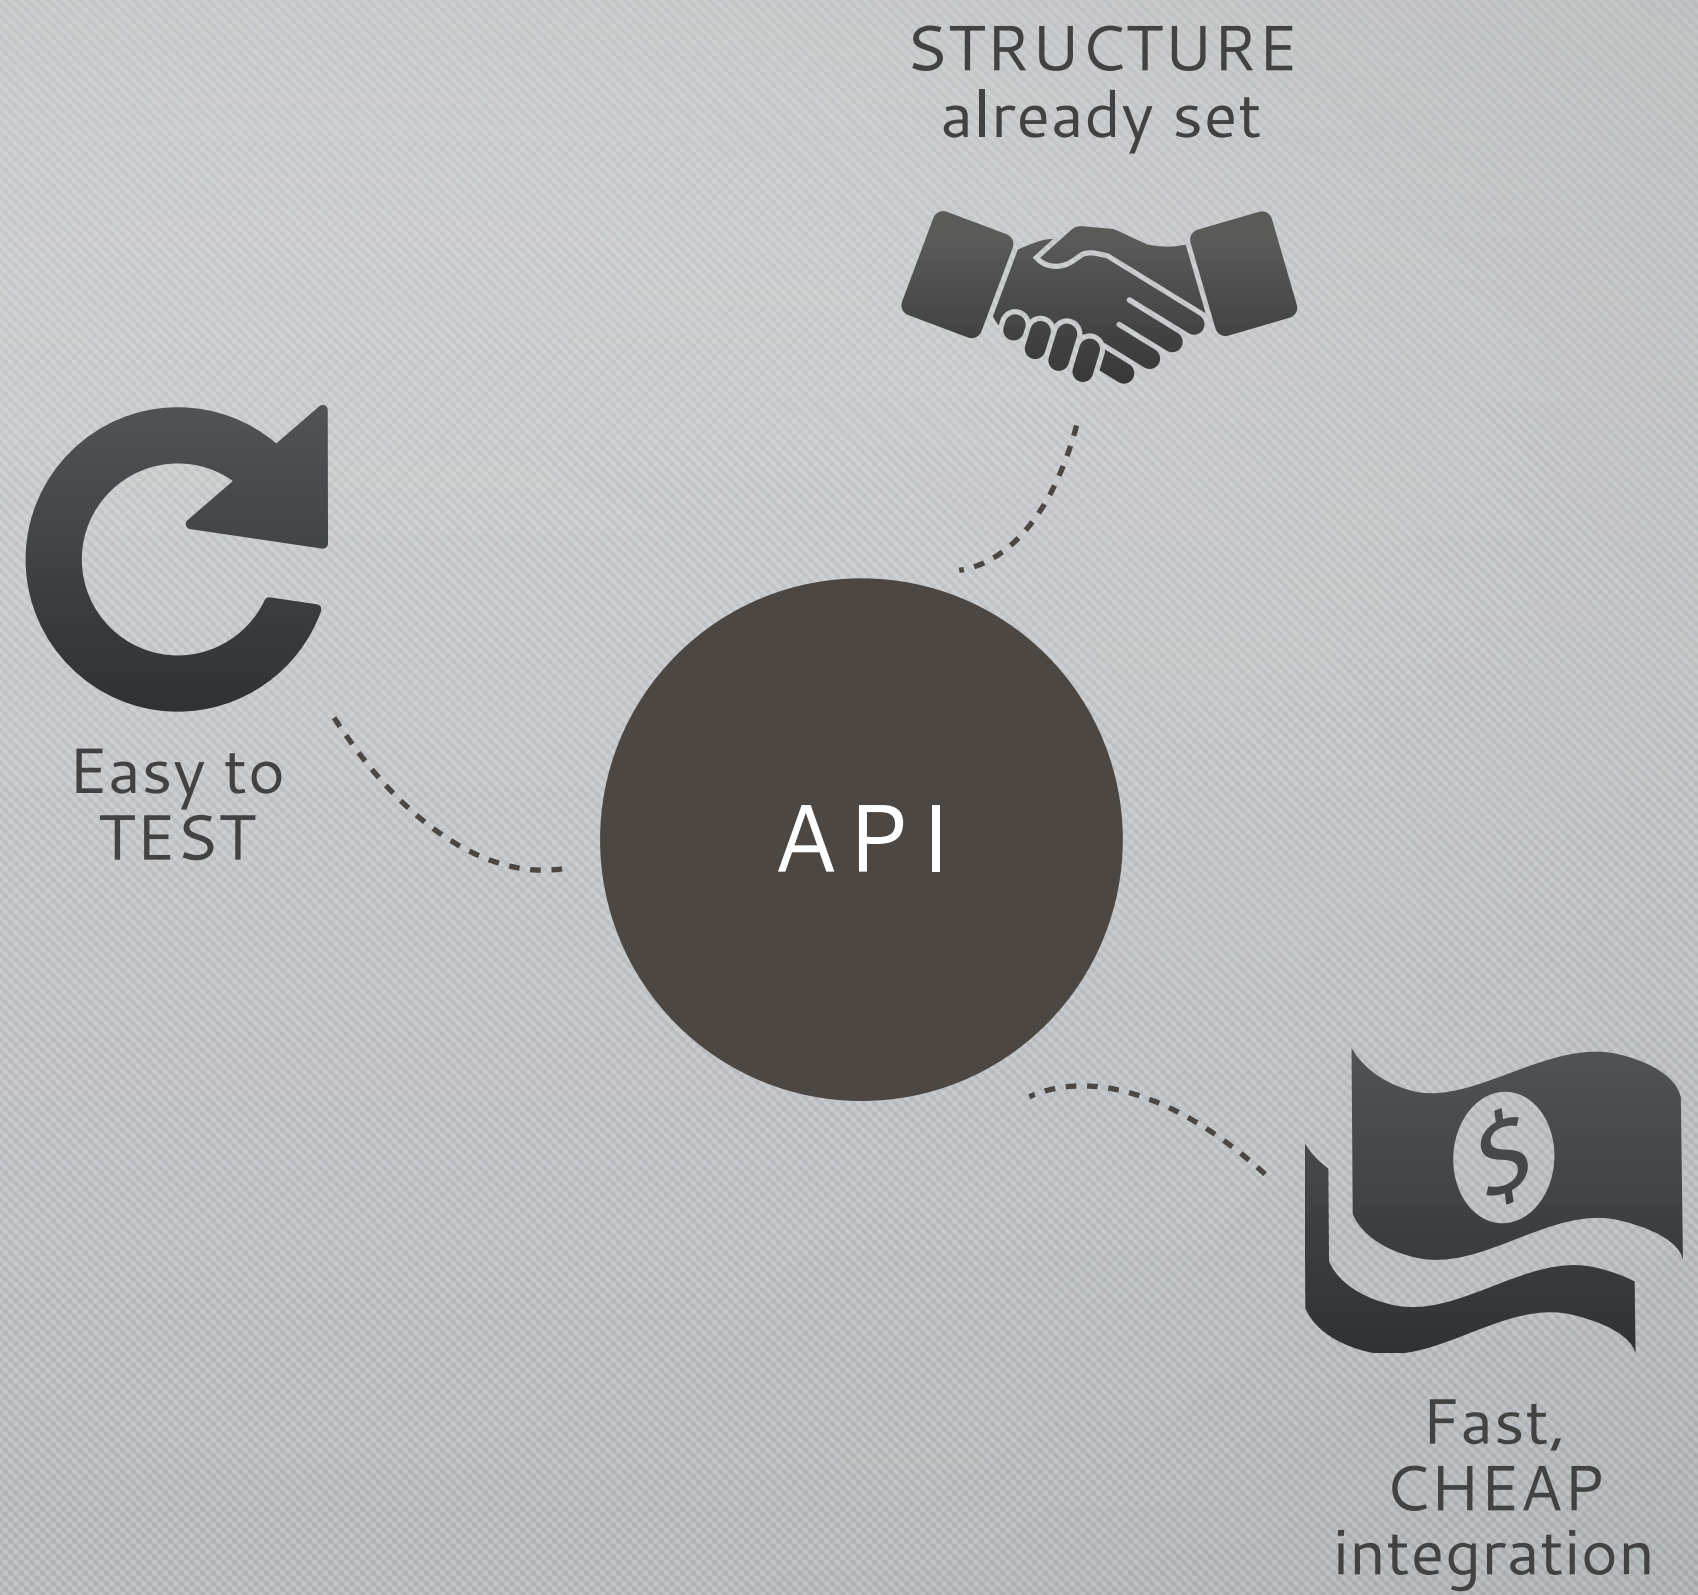 STRUCTURE
already set
Easy to
TEST
API
$
Fast,
CHEAP
integration